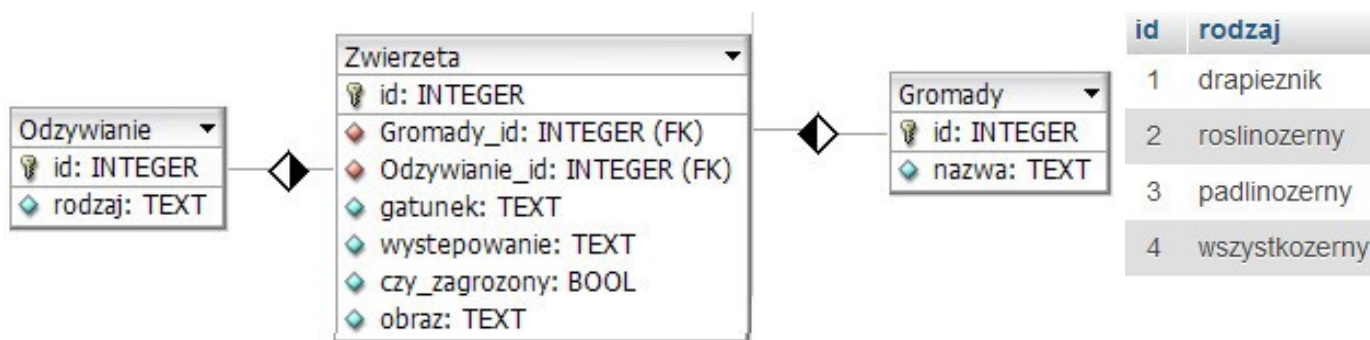 Odzywianie
id: INTEGER
rodzaj: TEXT
Zwierzeta
id: INTEGER
Gromady_id: INTEGER (FK)
Odzywianie_id: INTEGER (FK)
gatunek: TEXT
wystepowanie: TEXT
czy_zagrozony: BOOL
obraz: TEXT
Gromady
id: INTEGER
nazwa: TEXT
id rodzaj
1 drapieznik
2 roslinozerny
3 padlinozerny
4 wszystkozerny